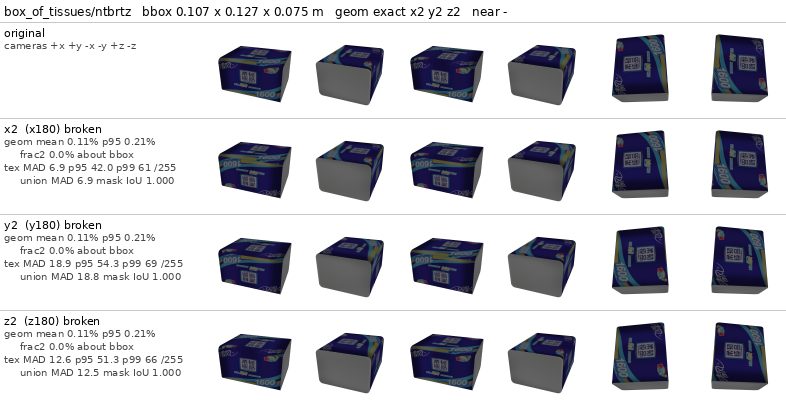 box_of_tissues/ntbrtz bbox 0.107 x 0.127 x 0.075 m geom exact x2 y2 z2 near -
original
cameras +x +y -x -y +z -z
x2 (x180) broken
geom mean 0.11% p95 0.21%
frac2 0.0% about bbox
tex MAD 6.9 p95 42.0 p99 61 /255
union MAD 6.9 mask IoU 1.000
y2 (y180) broken
geom mean 0.11% p95 0.21%
frac2 0.0% about bbox
tex MAD 18.9 p95 54.3 p99 69 /255
union MAD 18.8 mask IoU 1.000
z2 (z180) broken
geom mean 0.11% p95 0.21%
frac2 0.0% about bbox
tex MAD 12.6 p95 51.3 p99 66 /255
union MAD 12.5 mask IoU 1.000